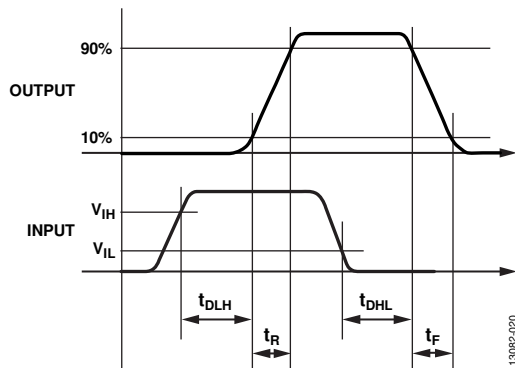 90%
OUTPUT
10%
V_IH
INPUT
V_IL
t_DLH
t_R
t_DHL
t_F
13082-020